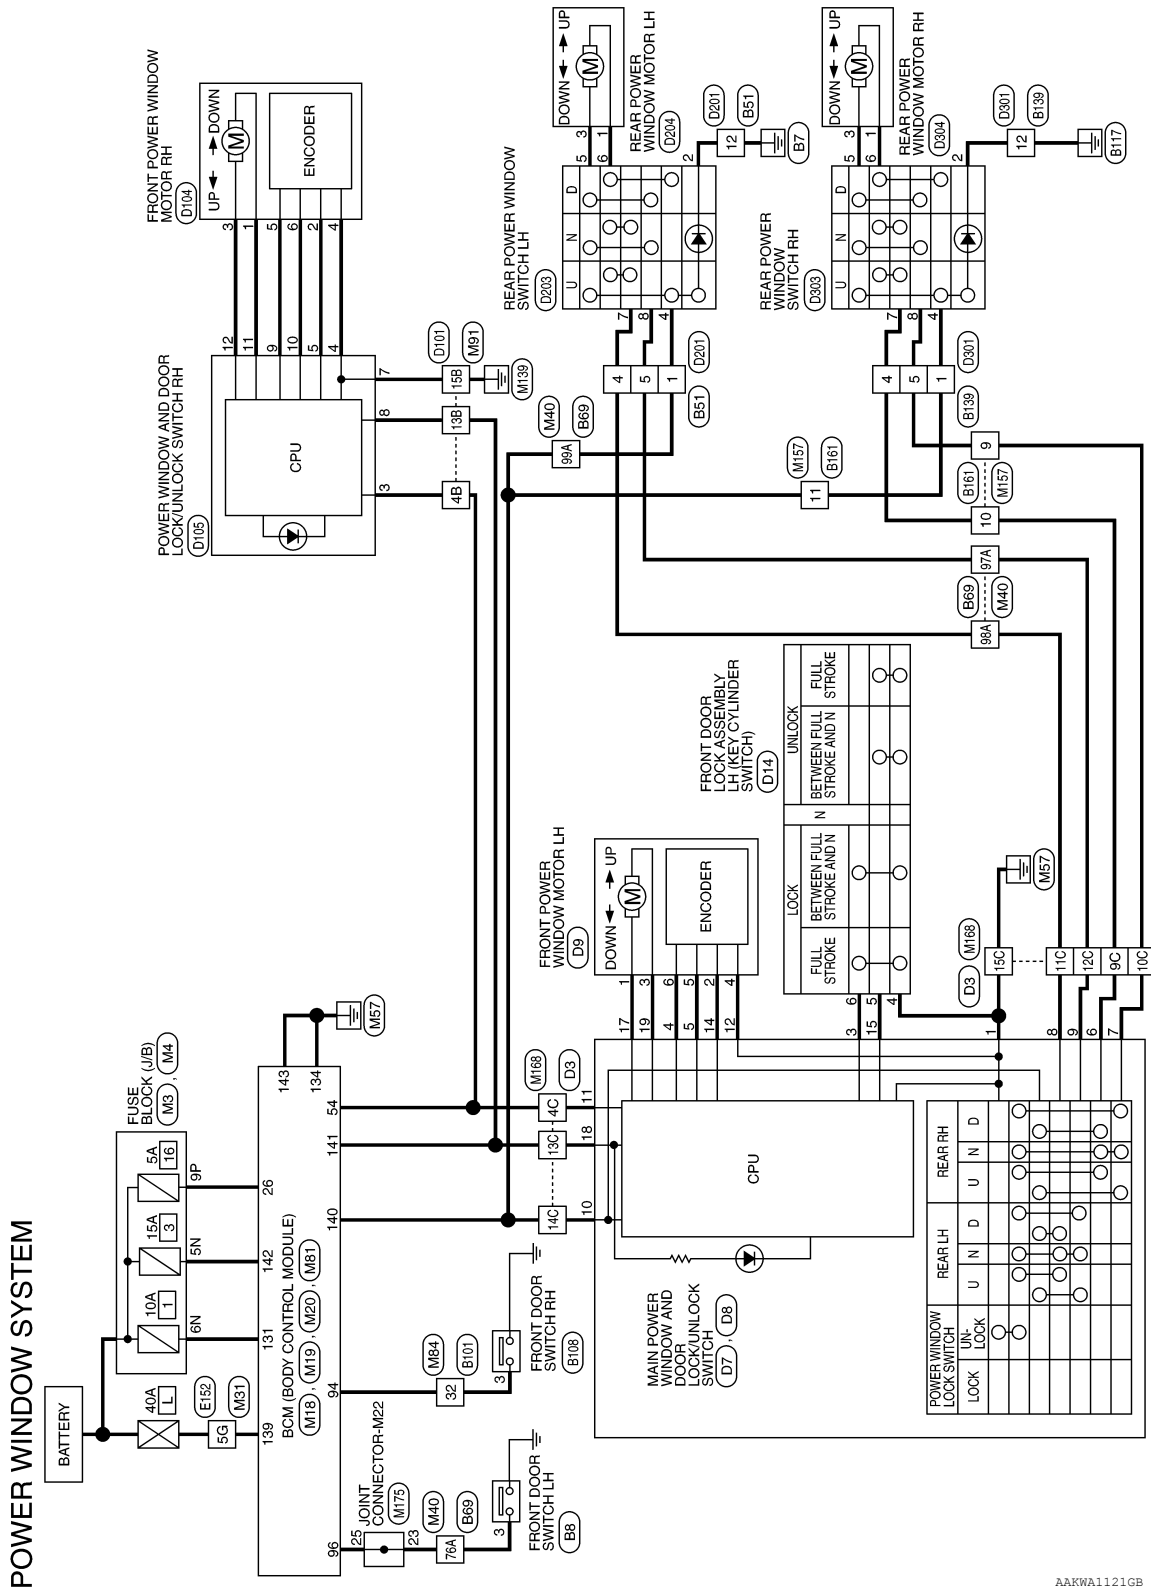 POWER WINDOW SYSTEM
BATTERY
40A
L
E152
5G
M31
139
FUSE
BLOCK (J/B)
M3 , M4
10A
1
6N
131
15A
3
5N
142
5A
16
9P
26
BCM (BODY CONTROL MODULE)
M18 , M19 , M20 , M81
143
134
M57
96
94
140
141
54
25
JOINT
CONNECTOR-M22
M175
23
M40
76A
B69
3
FRONT DOOR
SWITCH LH
B8
M84
32
B101
3
FRONT DOOR
SWITCH RH
B108
14C
13C
4C
M168
D3
10
18
11
MAIN POWER
WINDOW AND
DOOR
LOCK/UNLOCK
SWITCH
D7 , D8
CPU
POWER WINDOW
LOCK SWITCH
LOCK
UN-
LOCK
REAR LH
U
N
D
REAR RH
U
N
D
17
19
4
5
14
12
3
15
1
8
9
6
7
1
3
6
5
2
4
FRONT POWER
WINDOW MOTOR LH
D9
DOWN
UP
M
ENCODER
6
5
4
FRONT DOOR
LOCK ASSEMBLY
LH (KEY CYLINDER
SWITCH)
D14
LOCK
N
UNLOCK
FULL
STROKE
BETWEEN FULL
STROKE AND N
BETWEEN FULL
STROKE AND N
FULL
STROKE
D3
M168
15C
M57
11C
12C
9C
10C
POWER WINDOW AND DOOR
LOCK/UNLOCK SWITCH RH
D105
CPU
3
8
7
4B
13B
15B
D101
M91
M139
12
11
9
10
5
4
3
1
5
6
2
4
FRONT POWER WINDOW
MOTOR RH
D104
UP
DOWN
M
ENCODER
M40
99A
B69
M157
11
B161
98A
97A
B69
M40
10
9
B161
M157
4
5
1
B51
D201
4
5
1
B139
D301
REAR POWER WINDOW
SWITCH LH
D203
7
8
4
U
N
D
5
6
2
3
1
DOWN
UP
M
REAR POWER
WINDOW MOTOR LH
D204
D201
12
B51
B7
REAR POWER
WINDOW
SWITCH RH
D303
7
8
4
U
N
D
5
6
2
3
1
DOWN
UP
M
REAR POWER
WINDOW MOTOR RH
D304
D301
12
B139
B117
AAKWA1121GB